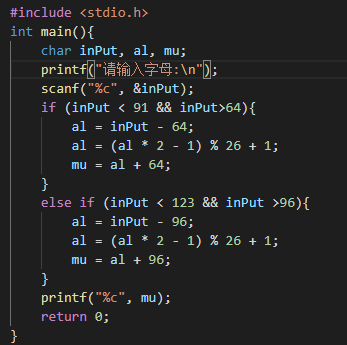 #include <stdio.h>
int main(){
    char inPut, al, mu;
    printf("请输入字母:\n");
    scanf("%c", &inPut);
    if (inPut < 91 && inPut>64){
        al = inPut - 64;
        al = (al * 2 - 1) % 26 + 1;
        mu = al + 64;
    }
    else if (inPut < 123 && inPut >96){
        al = inPut - 96;
        al = (al * 2 - 1) % 26 + 1;
        mu = al + 96;
    }
    printf("%c", mu);
    return 0;
}